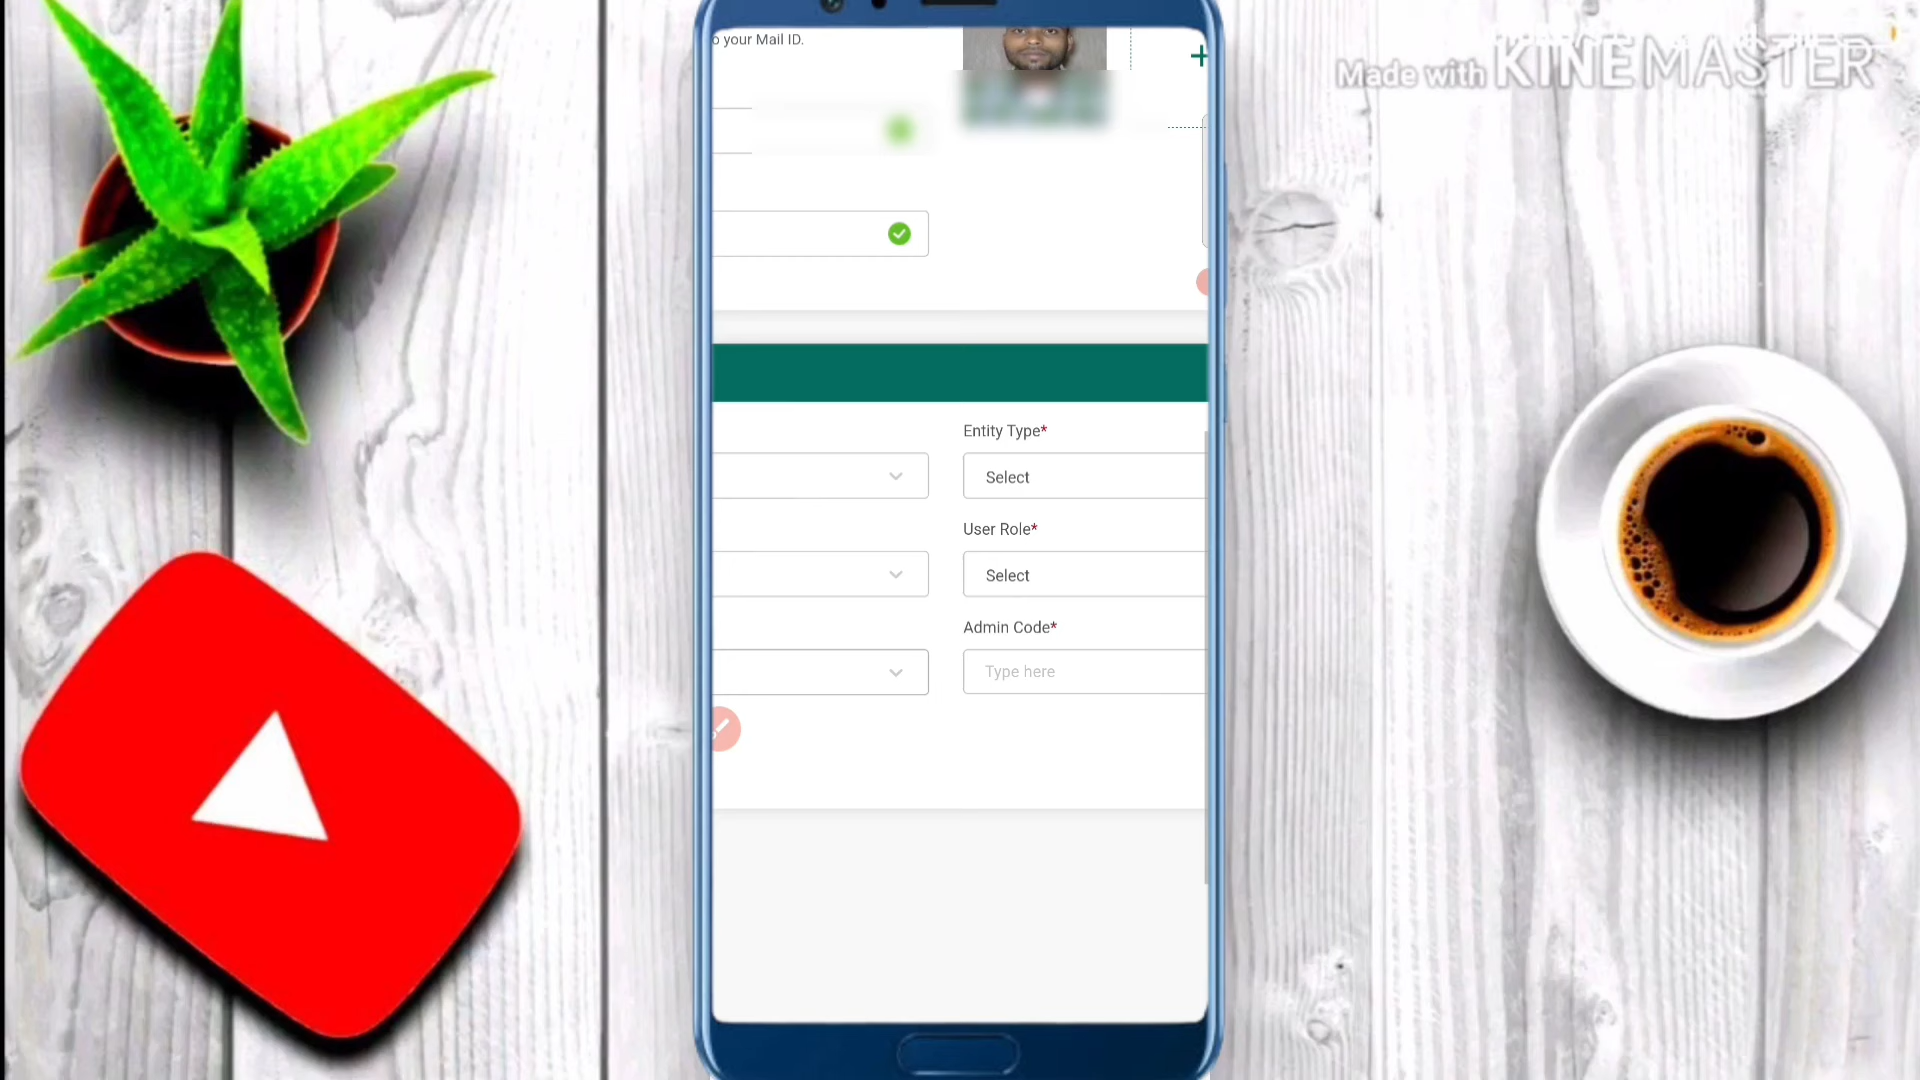 o your Mail ID.
Made with KINEMASTER
Entity Type*
Select
User Role*
Select
Admin Code*
Type here